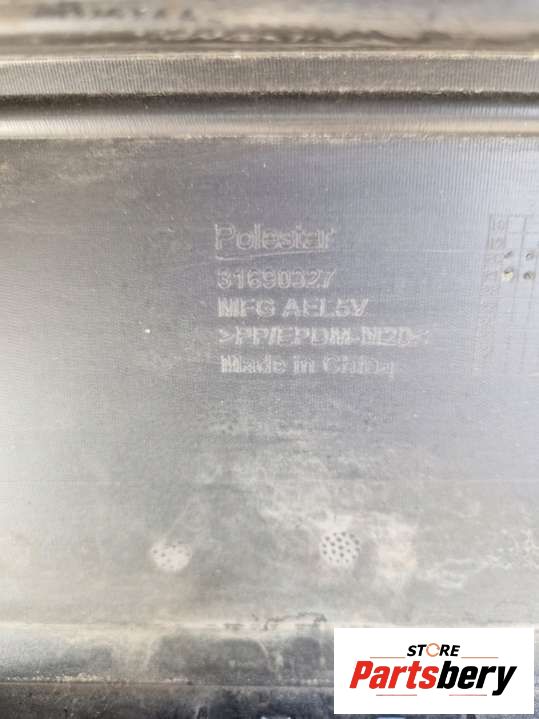 Polestar
31690327
MFG AEL5V
>PP/EPDM-M20<
Made in China
STORE
Partsbery